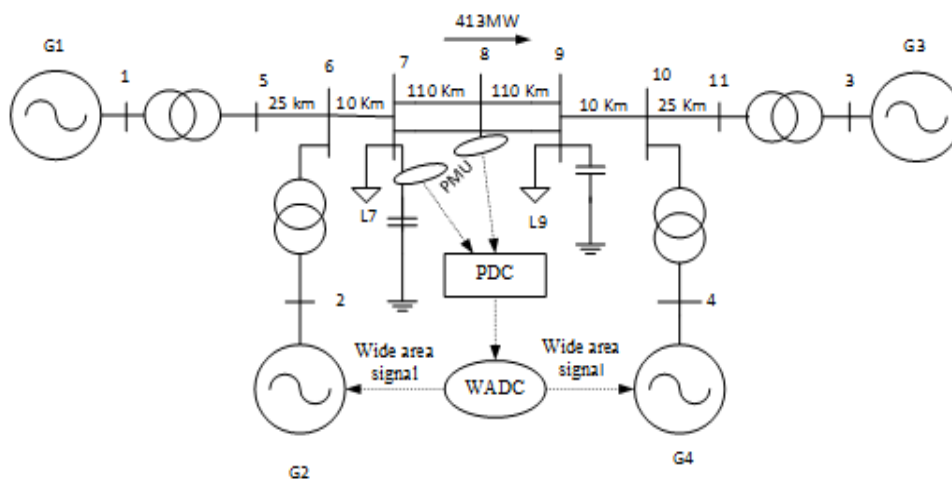 413MW
G1
G3
1
5
6
7
8
9
10
11
3
25 km
10 Km
110 Km
110 Km
10 Km
25 Km
PMU
L7
L9
PDC
2
4
Wide area
signal
Wide area
signal
WADC
G2
G4